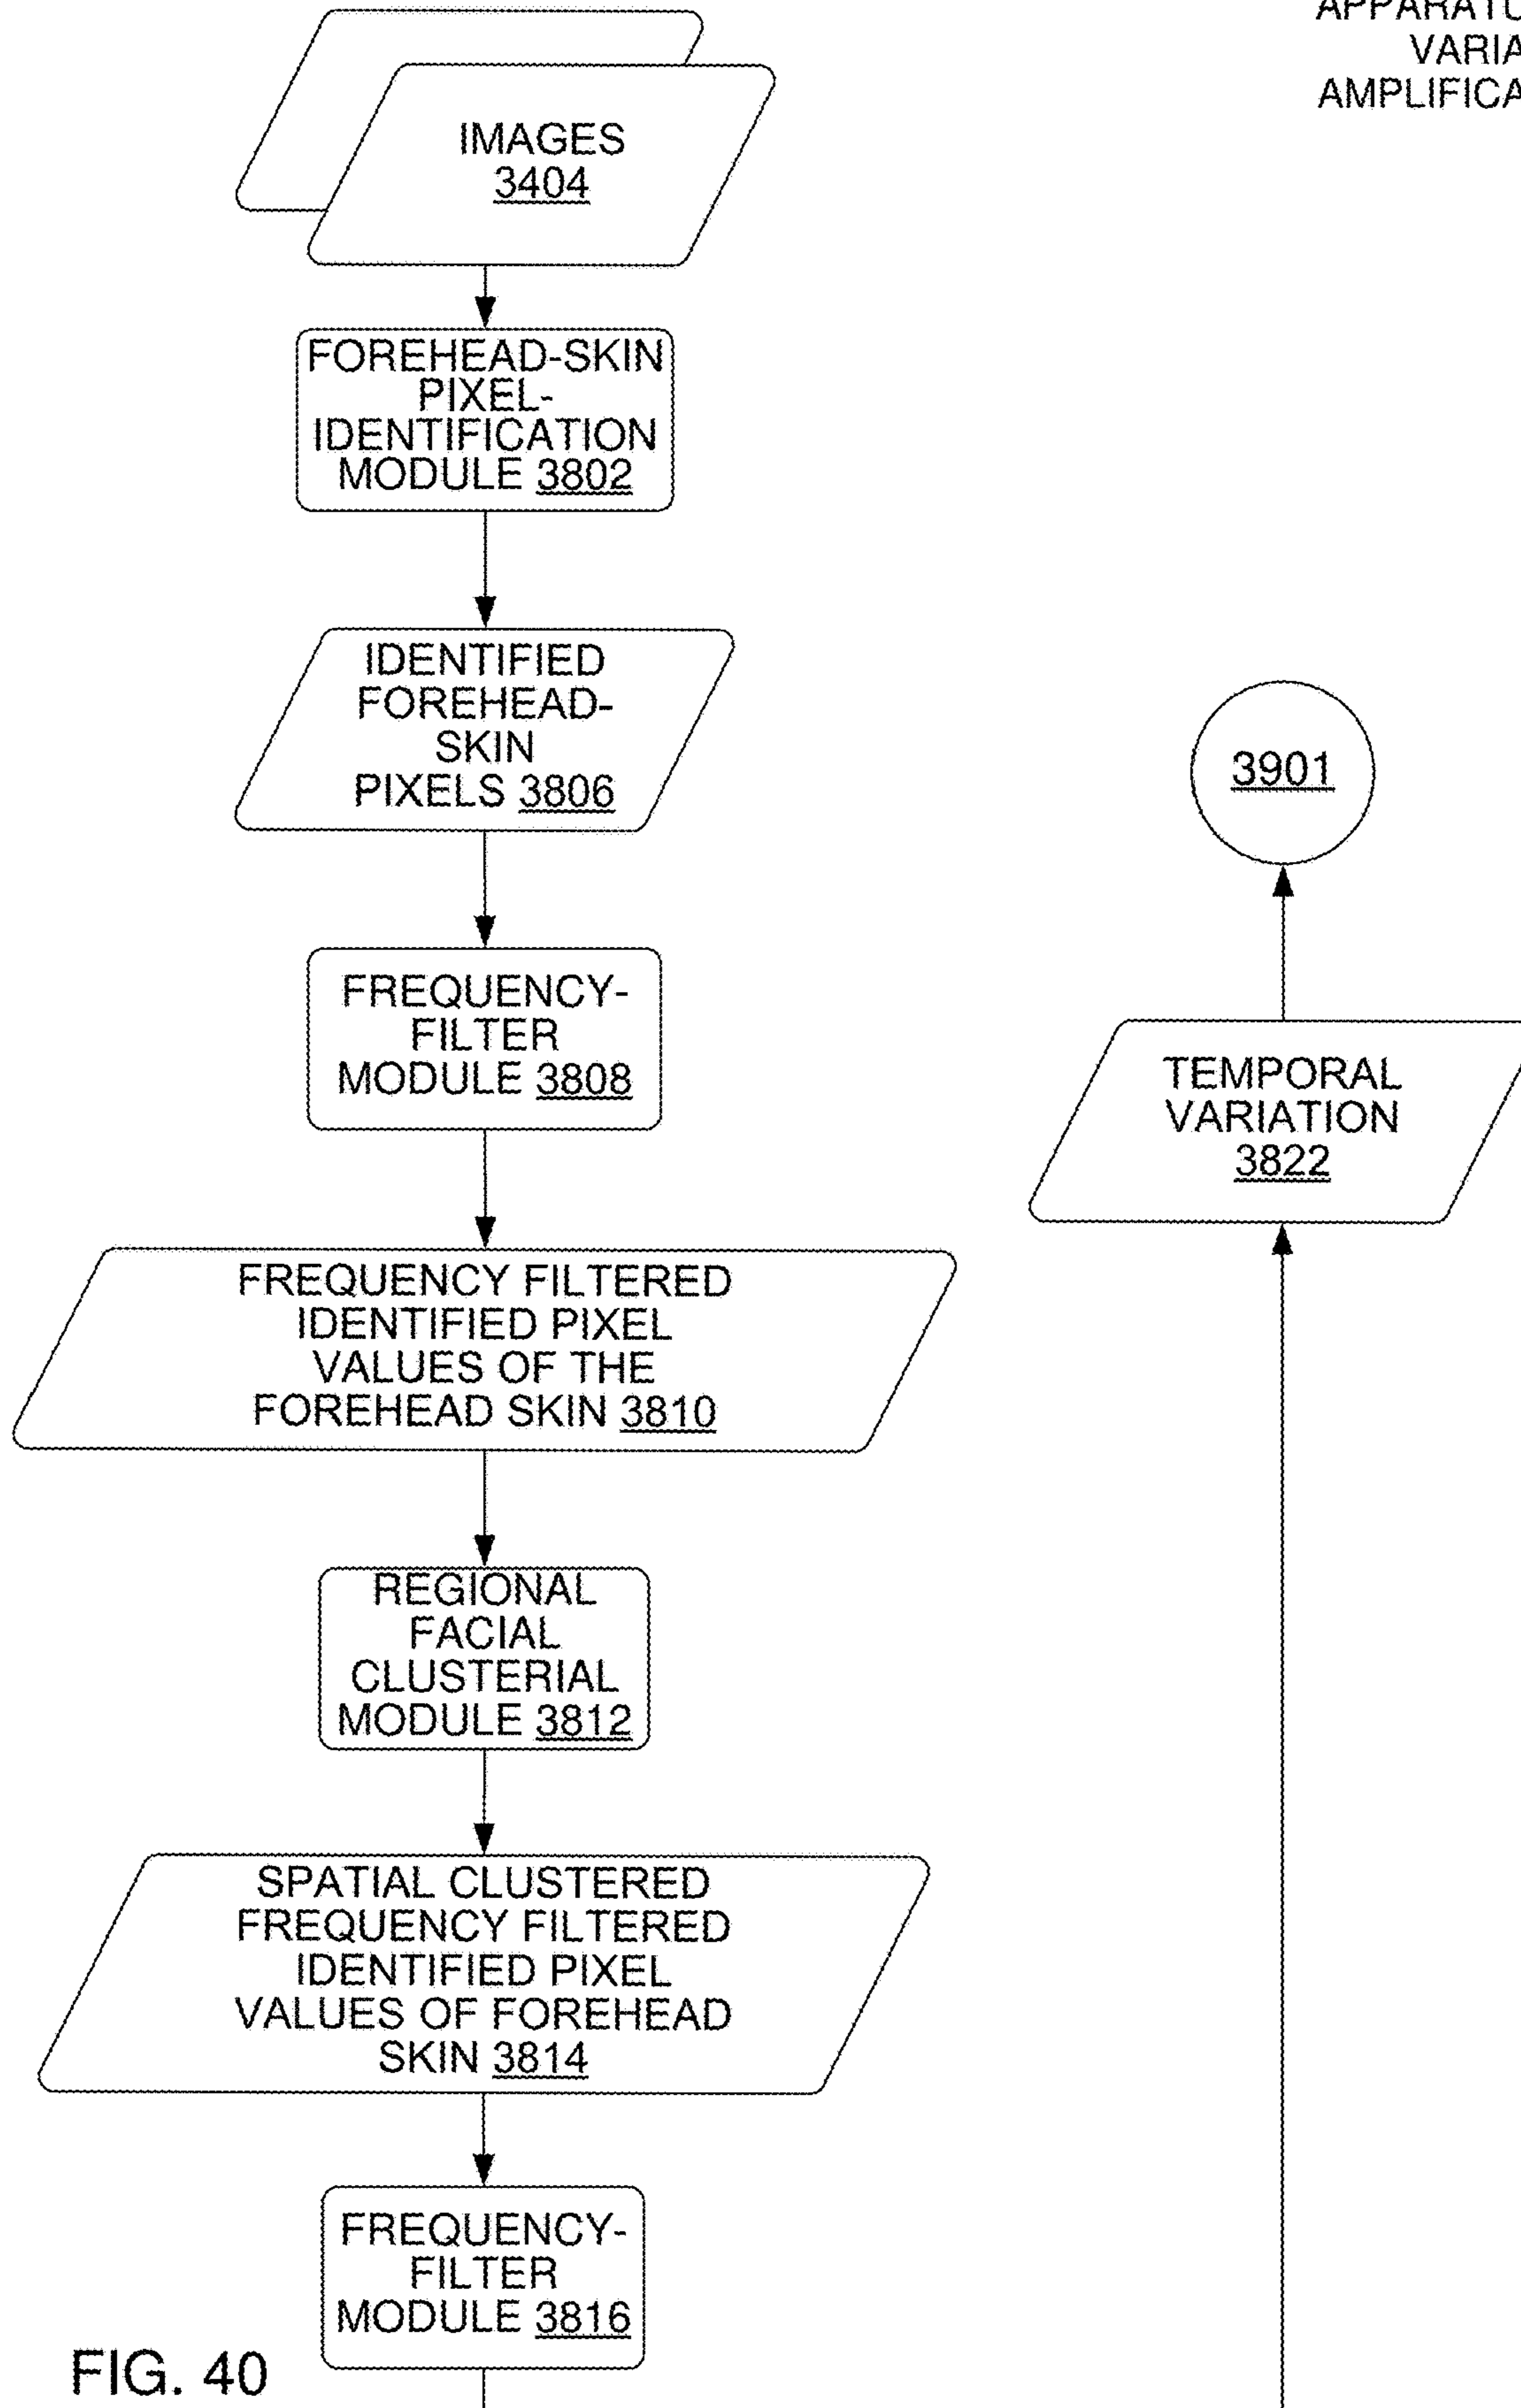 IMAGES
3404
FOREHEAD-SKIN
PIXEL-
IDENTIFICATION
MODULE 3802
IDENTIFIED
FOREHEAD-
SKIN
PIXELS 3806
FREQUENCY-
FILTER
MODULE 3808
FREQUENCY FILTERED
IDENTIFIED PIXEL
VALUES OF THE
FOREHEAD SKIN 3810
REGIONAL
FACIAL
CLUSTERIAL
MODULE 3812
SPATIAL CLUSTERED
FREQUENCY FILTERED
IDENTIFIED PIXEL
VALUES OF FOREHEAD
SKIN 3814
FREQUENCY-
FILTER
MODULE 3816
3901
TEMPORAL
VARIATION
3822
FIG. 40